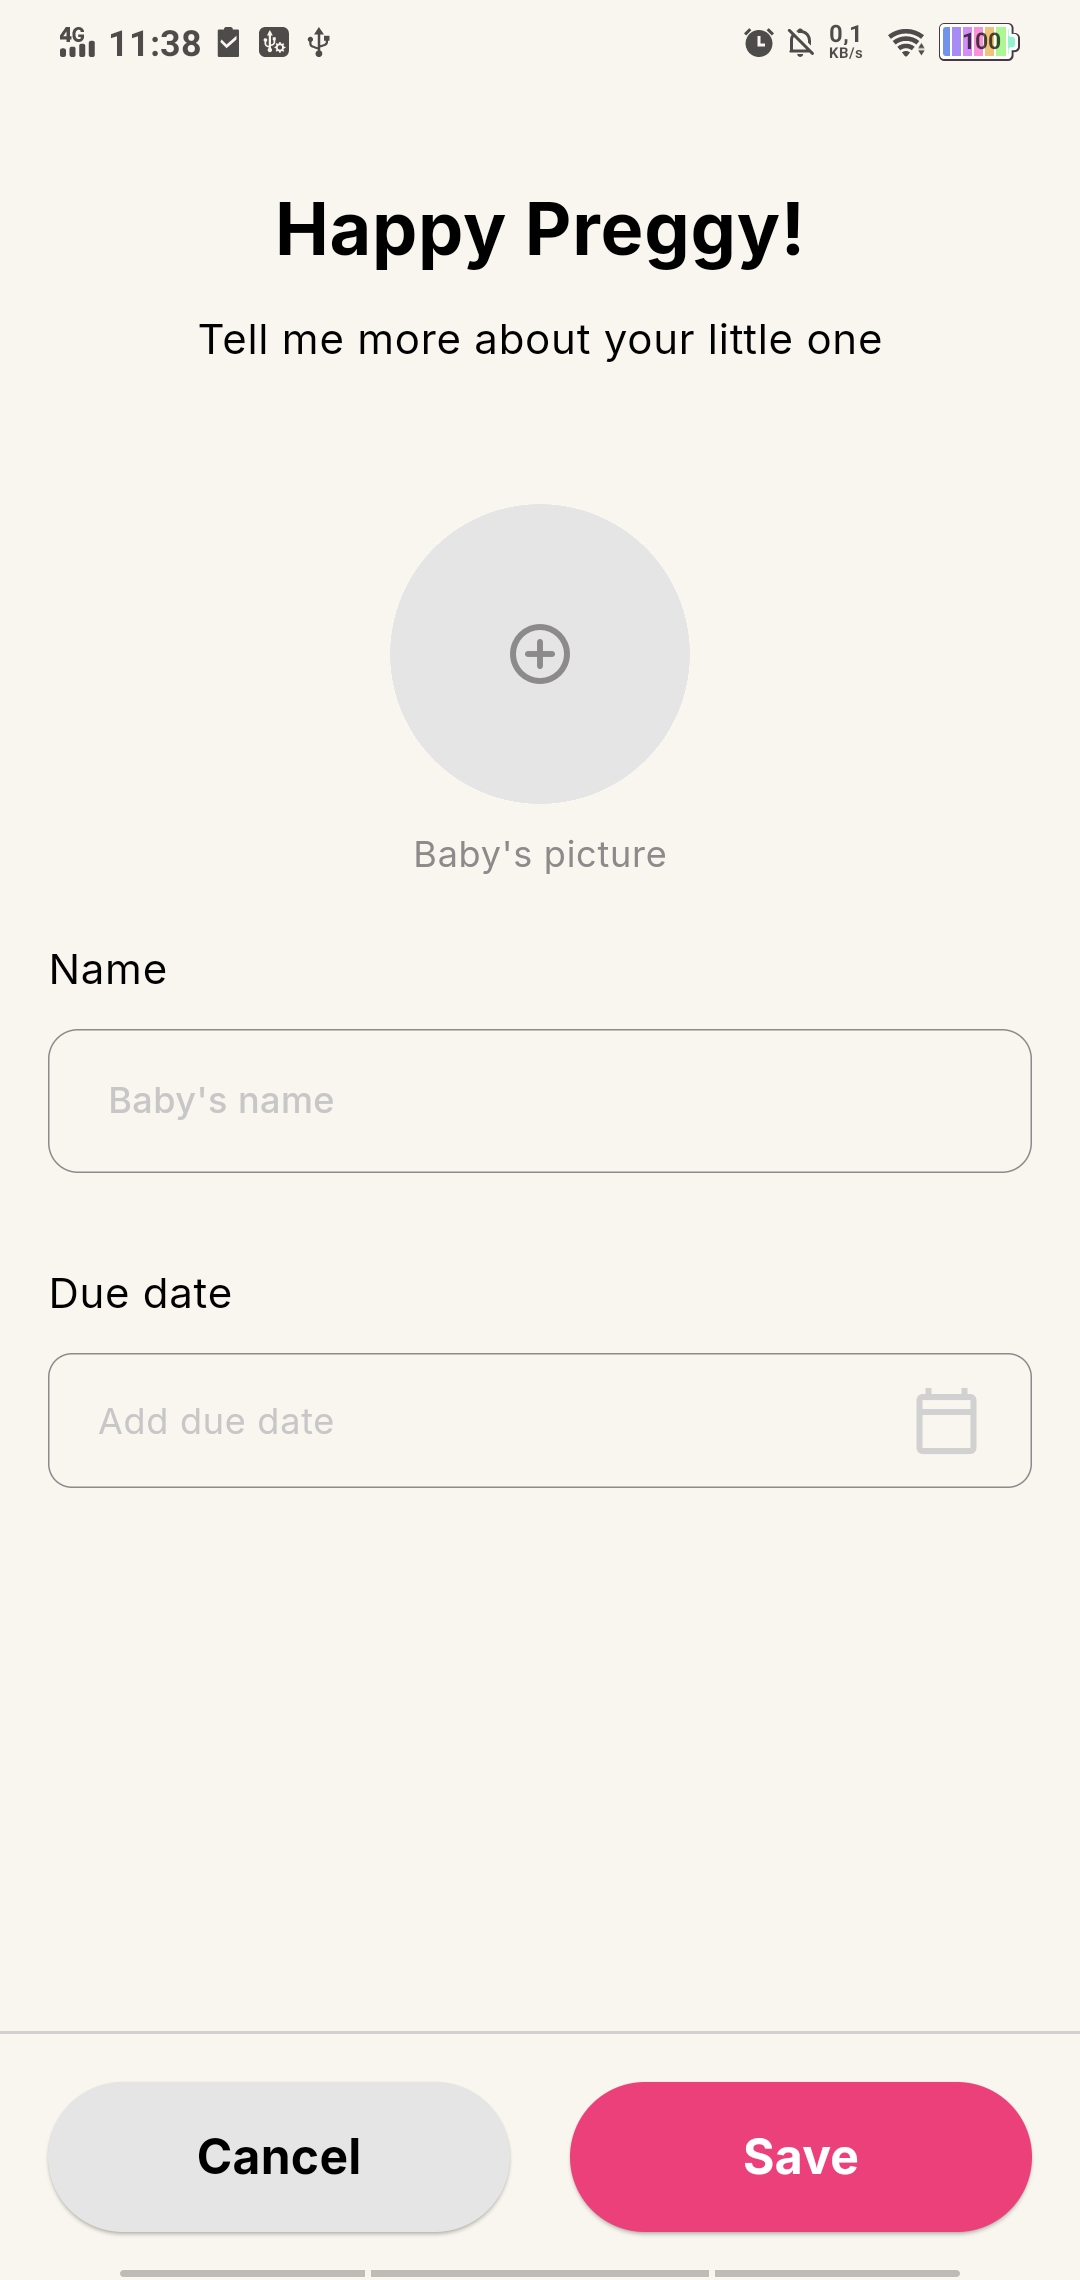 4G 11:38 0,1 KB/s 100
Happy Preggy!
Tell me more about your little one
Baby's picture
Name
Baby's name
Due date
Add due date
Cancel Save